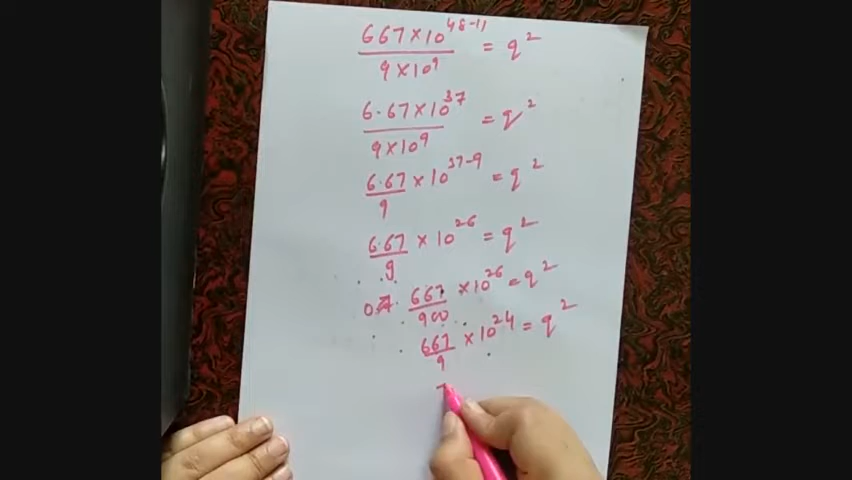 667×10^48-11 / 9×10^9 = q^2
6.67×10^37 / 9×10^9 = q^2
6.67/9 ×10^37-9 = q^2
6.67/9 ×10^26 = q^2
667/900 ×10^26 = q^2
667/9 ×10^24 = q^2